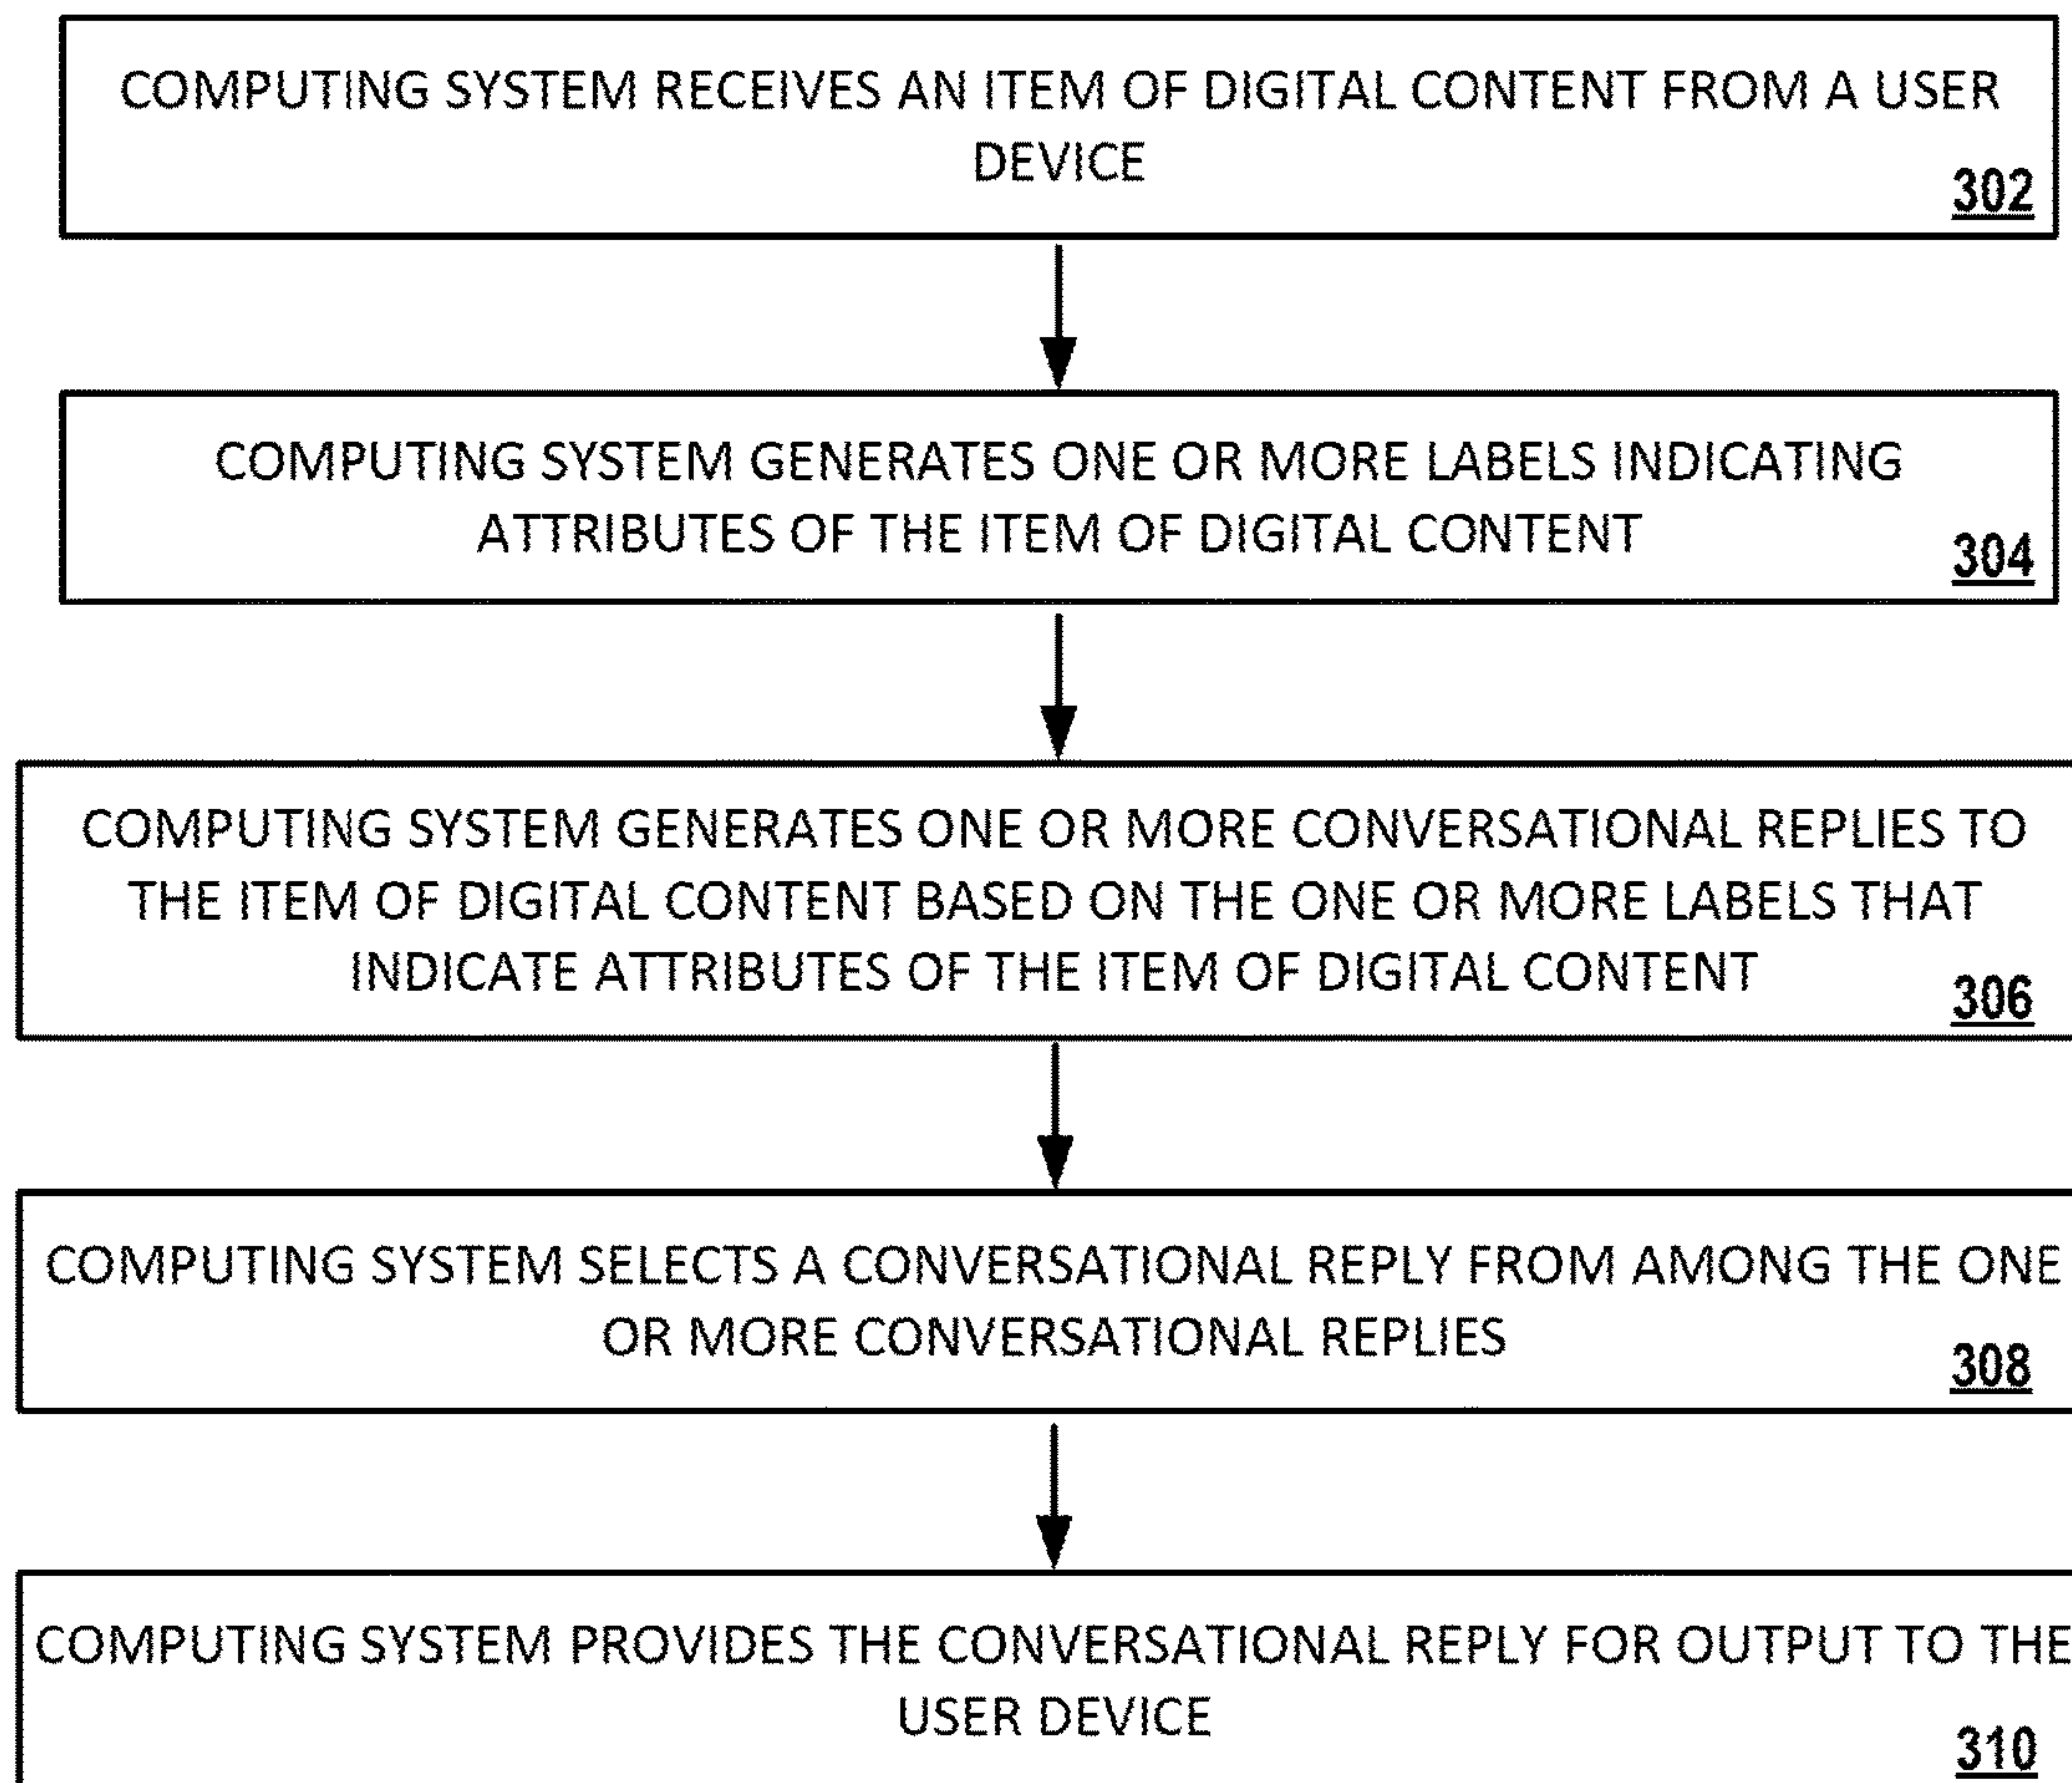 COMPUTING SYSTEM RECEIVES AN ITEM OF DIGITAL CONTENT FROM A USER
DEVICE
302
COMPUTING SYSTEM GENERATES ONE OR MORE LABELS INDICATING
ATTRIBUTES OF THE ITEM OF DIGITAL CONTENT
304
COMPUTING SYSTEM GENERATES ONE OR MORE CONVERSATIONAL REPLIES TO
THE ITEM OF DIGITAL CONTENT BASED ON THE ONE OR MORE LABELS THAT
INDICATE ATTRIBUTES OF THE ITEM OF DIGITAL CONTENT
306
COMPUTING SYSTEM SELECTS A CONVERSATIONAL REPLY FROM AMONG THE ONE
OR MORE CONVERSATIONAL REPLIES
308
COMPUTING SYSTEM PROVIDES THE CONVERSATIONAL REPLY FOR OUTPUT TO THE
USER DEVICE
310